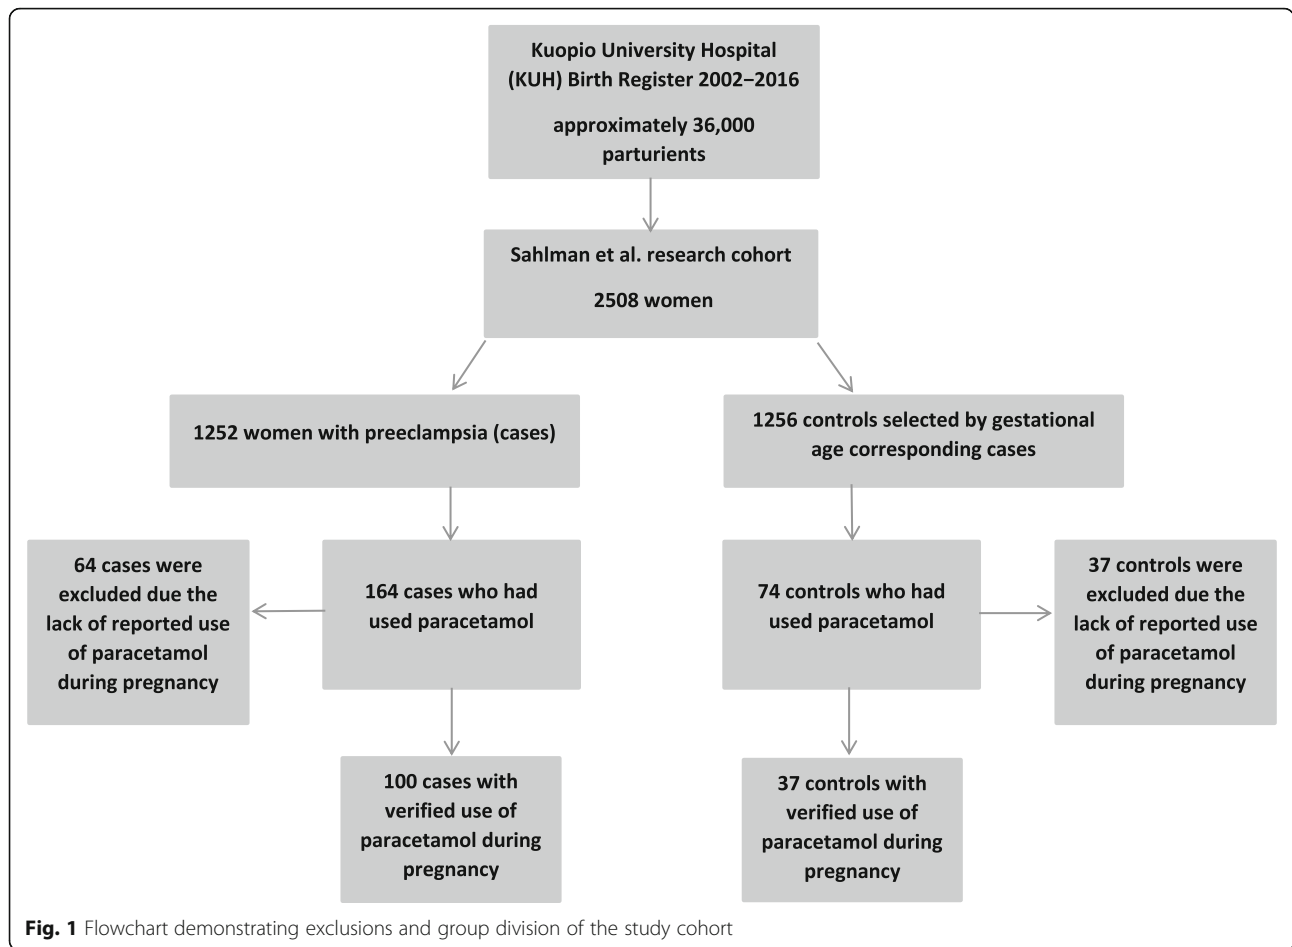 Kuopio University Hospital
(KUH) Birth Register 2002–2016
approximately 36,000
parturients
Sahlman et al. research cohort
2508 women
1252 women with preeclampsia (cases)
1256 controls selected by gestational
age corresponding cases
64 cases were
excluded due the
lack of reported use
of paracetamol
during pregnancy
164 cases who had
used paracetamol
74 controls who had
used paracetamol
37 controls were
excluded due the
lack of reported use
of paracetamol
during pregnancy
100 cases with
verified use of
paracetamol during
pregnancy
37 controls with
verified use of
paracetamol during
pregnancy
Fig. 1 Flowchart demonstrating exclusions and group division of the study cohort